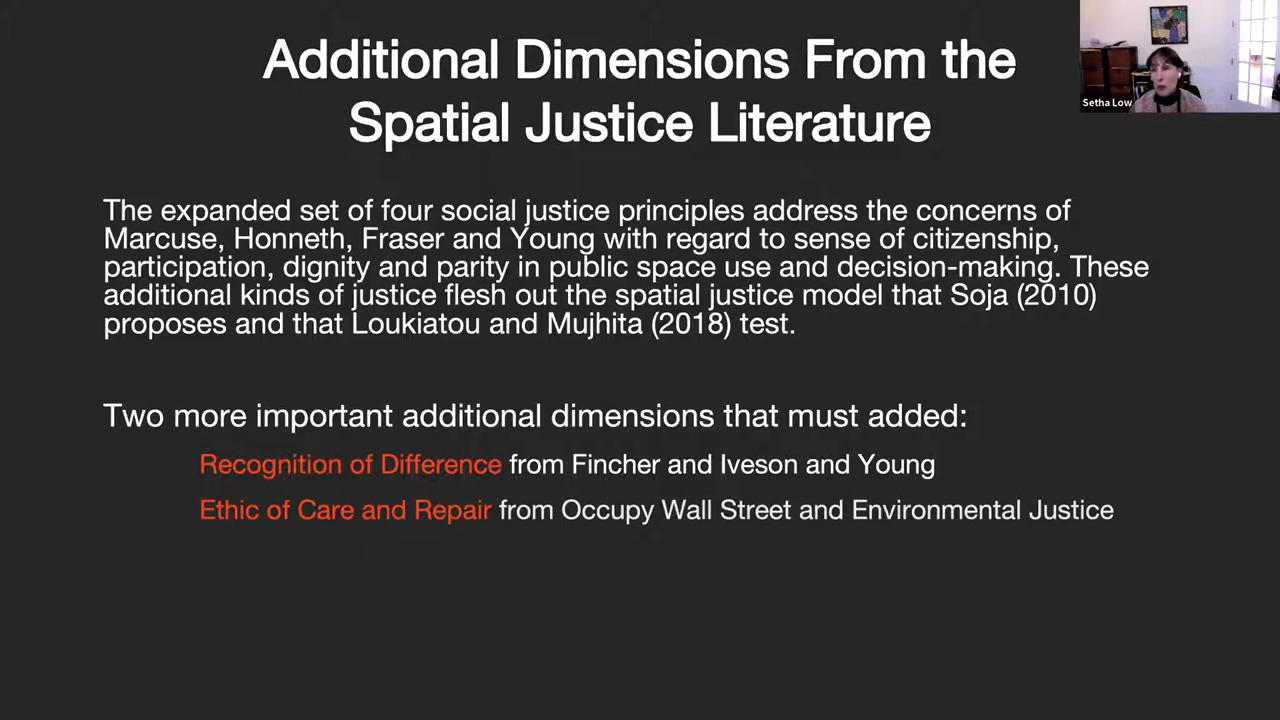 Additional Dimensions From the
Spatial Justice Literature
Setha Low
The expanded set of four social justice principles address the concerns of
Marcuse, Honneth, Fraser and Young with regard to sense of citizenship,
participation, dignity and parity in public space use and decision-making. These
additional kinds of justice flesh out the spatial justice model that Soja (2010)
proposes and that Loukiatou and Mujhita (2018) test.
Two more important additional dimensions that must added:
Recognition of Difference from Fincher and Iveson and Young
Ethic of Care and Repair from Occupy Wall Street and Environmental Justice